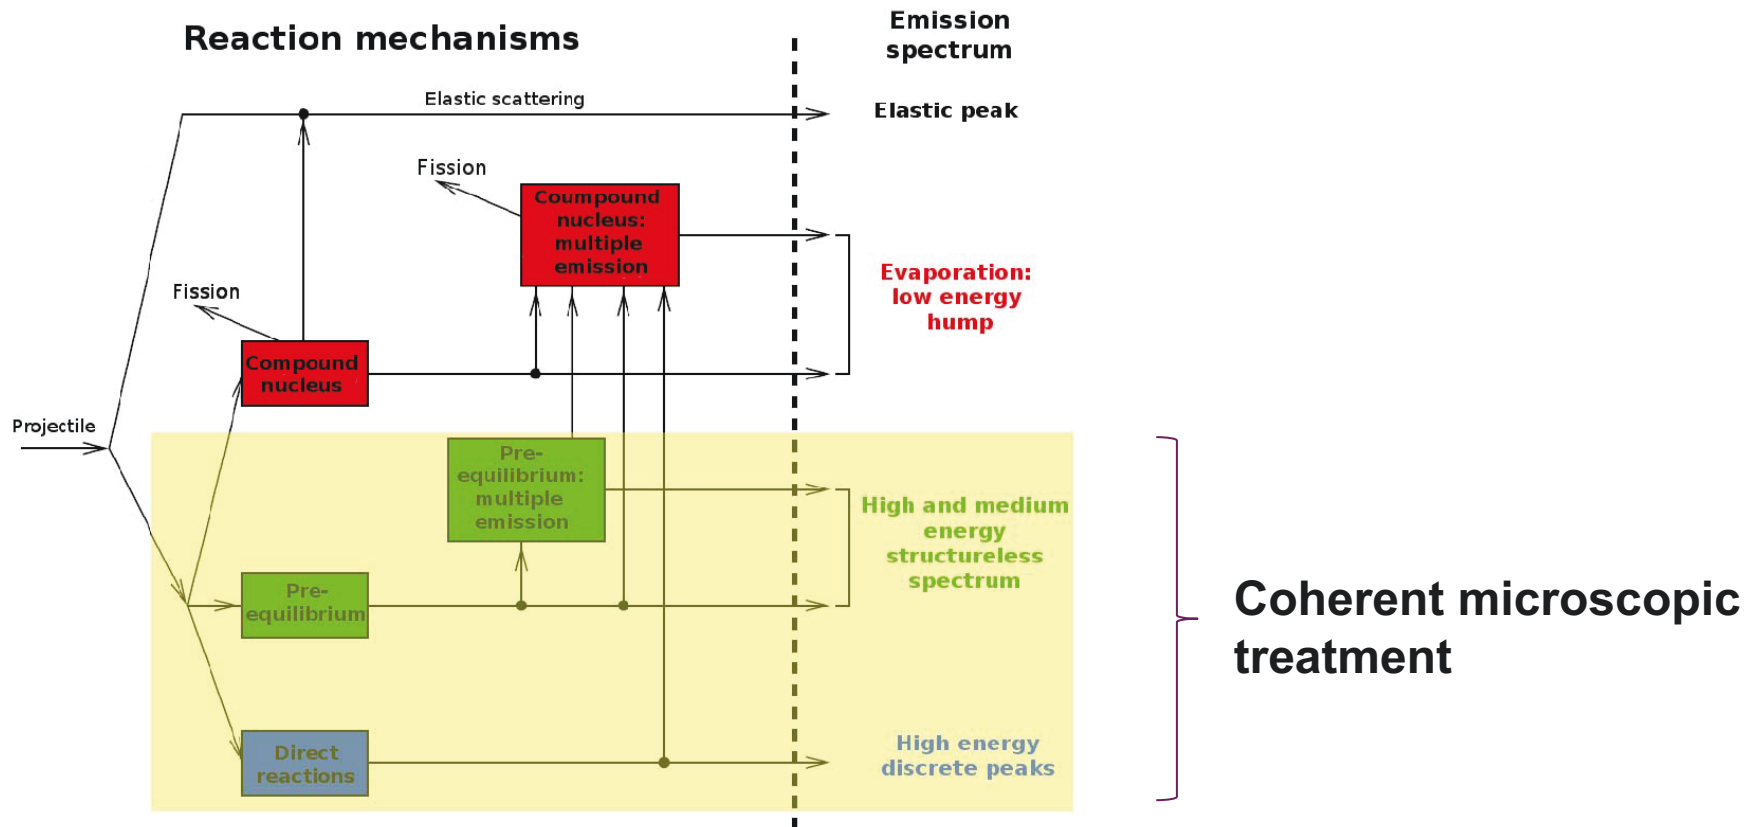 Reaction mechanisms
Emission
spectrum
Elastic scattering
Elastic peak
Fission
Coumpound
nucleus:
multiple
emission
Evaporation:
low energy
hump
Fission
Compound
nucleus
Projectile
Pre-
equilibrium:
multiple
emission
High and medium
energy
structureless
spectrum
Pre-
equilibrium
Coherent microscopic
treatment
Direct
reactions
High energy
discrete peaks